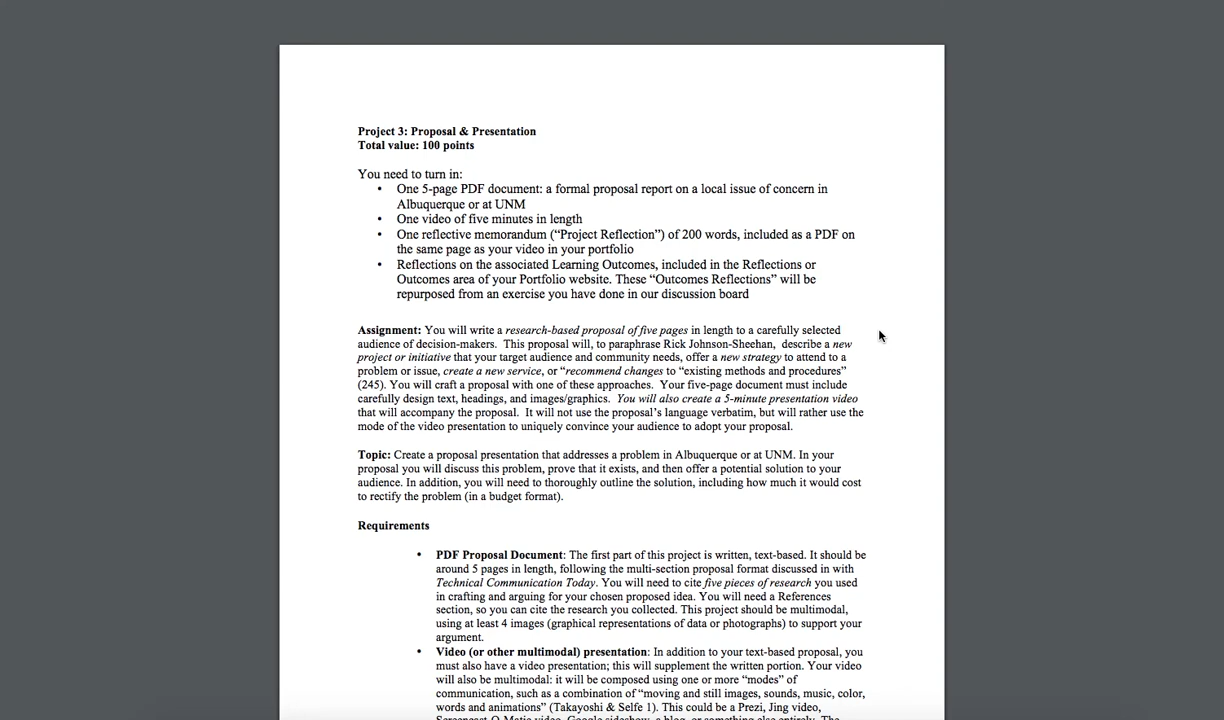 Project 3: Proposal & Presentation
Total value: 100 points
You need to turn in:
• One 5-page PDF document: a formal proposal report on a local issue of concern in
Albuquerque or at UNM
• One video of five minutes in length
• One reflective memorandum (“Project Reflection”) of 200 words, included as a PDF on
the same page as your video in your portfolio
• Reflections on the associated Learning Outcomes, included in the Reflections or
Outcomes area of your Portfolio website. These “Outcomes Reflections” will be
repurposed from an exercise you have done in our discussion board
Assignment: You will write a research-based proposal of five pages in length to a carefully selected
audience of decision-makers. This proposal will, to paraphrase Rick Johnson-Sheehan, describe a new
project or initiative that your target audience and community needs, offer a new strategy to attend to a
problem or issue, create a new service, or “recommend changes to “existing methods and procedures”
(245). You will craft a proposal with one of these approaches. Your five-page document must include
carefully design text, headings, and images/graphics. You will also create a 5-minute presentation video
that will accompany the proposal. It will not use the proposal’s language verbatim, but will rather use the
mode of the video presentation to uniquely convince your audience to adopt your proposal.
Topic: Create a proposal presentation that addresses a problem in Albuquerque or at UNM. In your
proposal you will discuss this problem, prove that it exists, and then offer a potential solution to your
audience. In addition, you will need to thoroughly outline the solution, including how much it would cost
to rectify the problem (in a budget format).
Requirements
• PDF Proposal Document: The first part of this project is written, text-based. It should be
around 5 pages in length, following the multi-section proposal format discussed in with
Technical Communication Today. You will need to cite five pieces of research you used
in crafting and arguing for your chosen proposed idea. You will need a References
section, so you can cite the research you collected. This project should be multimodal,
using at least 4 images (graphical representations of data or photographs) to support your
argument.
• Video (or other multimodal) presentation: In addition to your text-based proposal, you
must also have a video presentation; this will supplement the written portion. Your video
will also be multimodal: it will be composed using one or more “modes” of
communication, such as a combination of “moving and still images, sounds, music, color,
words and animations” (Takayoshi & Selfe 1). This could be a Prezi, Jing video,
Screencast-O-Matic video, Google slideshow, a blog, or something else entirely. The